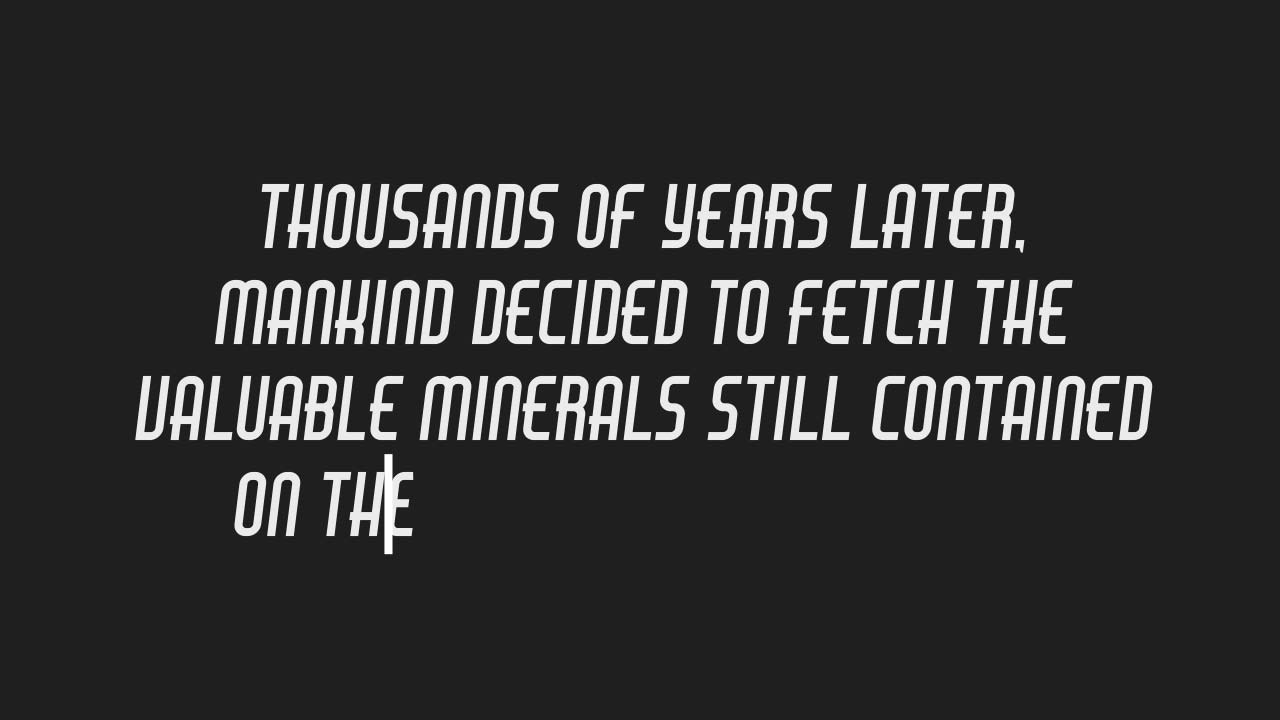 THOUSANDS OF YEARS LATER,
MANKIND DECIDED TO FETCH THE
VALUABLE MINERALS STILL CONTAINED
ON THE